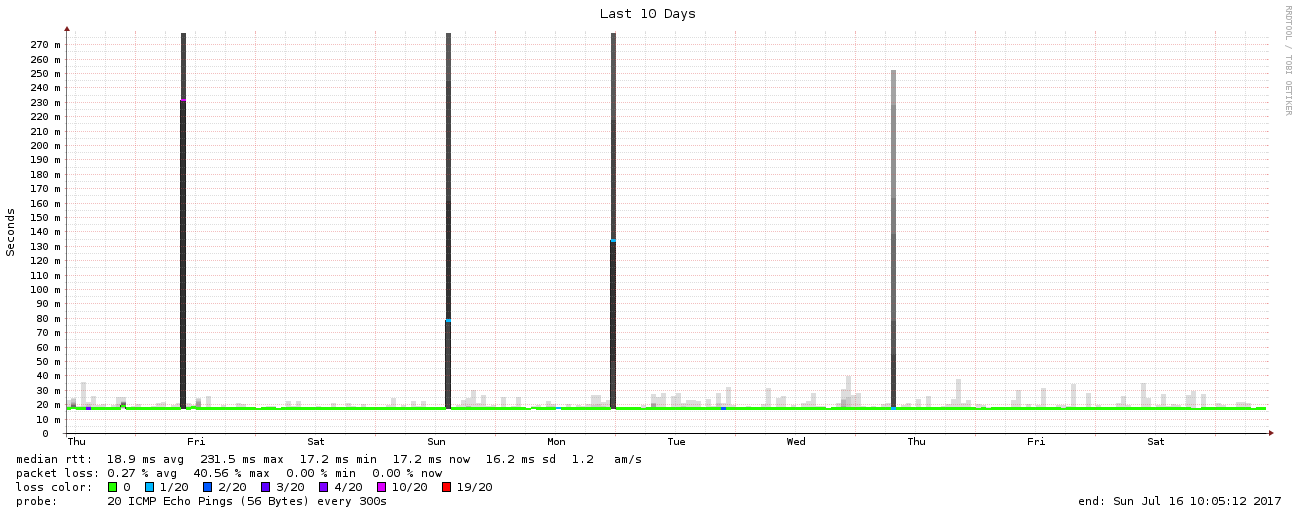 Last 10 Days
RRDTOOL / TOBI OETIKER
Seconds
270 m
260 m
250 m
240 m
230 m
220 m
210 m
200 m
190 m
180 m
170 m
160 m
150 m
140 m
130 m
120 m
110 m
100 m
90 m
80 m
70 m
60 m
50 m
40 m
30 m
20 m
10 m
0
Thu Fri Sat Sun Mon Tue Wed Thu Fri Sat
median rtt: 18.9 ms avg 231.5 ms max 17.2 ms min 17.2 ms now 16.2 ms sd 1.2 am/s
packet loss: 0.27 % avg 40.56 % max 0.00 % min 0.00 % now
loss color: 0 1/20 2/20 3/20 4/20 10/20 19/20
probe: 20 ICMP Echo Pings (56 Bytes) every 300s end: Sun Jul 16 10:05:12 2017